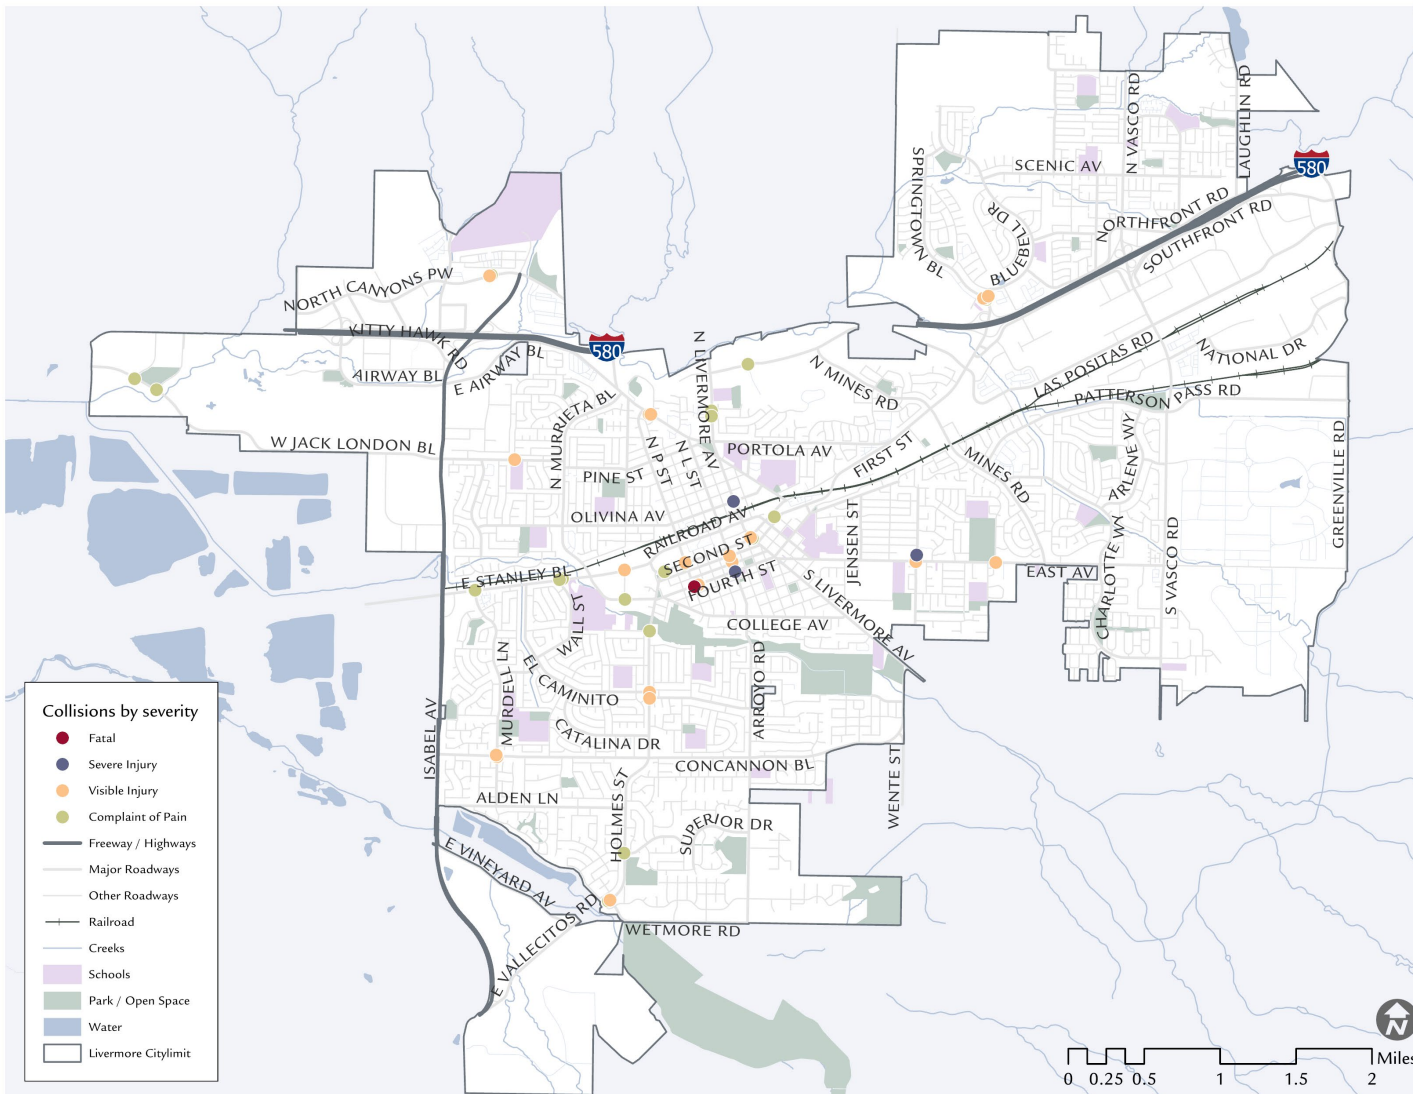 580
LAUGHLIN RD
N VASCO RD
SCENIC AV
SPRINGTOWN BL
BLUEBELL DR
NORTHFRONT RD
SOUTHFRONT RD
NORTH CANYONS PW
KITTY HAWK RD
580
N LIVERMORE AV
AIRWAY BL
E AIRWAY BL
N MINES RD
LAS POSITAS RD
NATIONAL DR
PATTERSON PASS RD
W JACK LONDON BL
N MURRIETA BL
N P ST
N L ST
PORTOLA AV
FIRST ST
MINES RD
ARLENE WY
GREENVILLE RD
PINE ST
OLIVINA AV
RAILROAD AV
JENSEN ST
CHARLOTTE WY
S VASCO RD
E STANLEY BL
SECOND ST
FOURTH ST
S LIVERMORE AV
EAST AV
WALL ST
COLLEGE AV
MURDELL LN
EL CAMINITO
ARROYO RD
ISABEL AV
CATALINA DR
CONCANNON BL
WENTE ST
ALDEN LN
HOLMES ST
SUPERIOR DR
E VINEYARD AV
E VALLECITOS RD
WETMORE RD
Collisions by severity
Fatal
Severe Injury
Visible Injury
Complaint of Pain
Freeway / Highways
Major Roadways
Other Roadways
Railroad
Creeks
Schools
Park / Open Space
Water
Livermore Citylimit
N
Miles
0 0.25 0.5 1 1.5 2